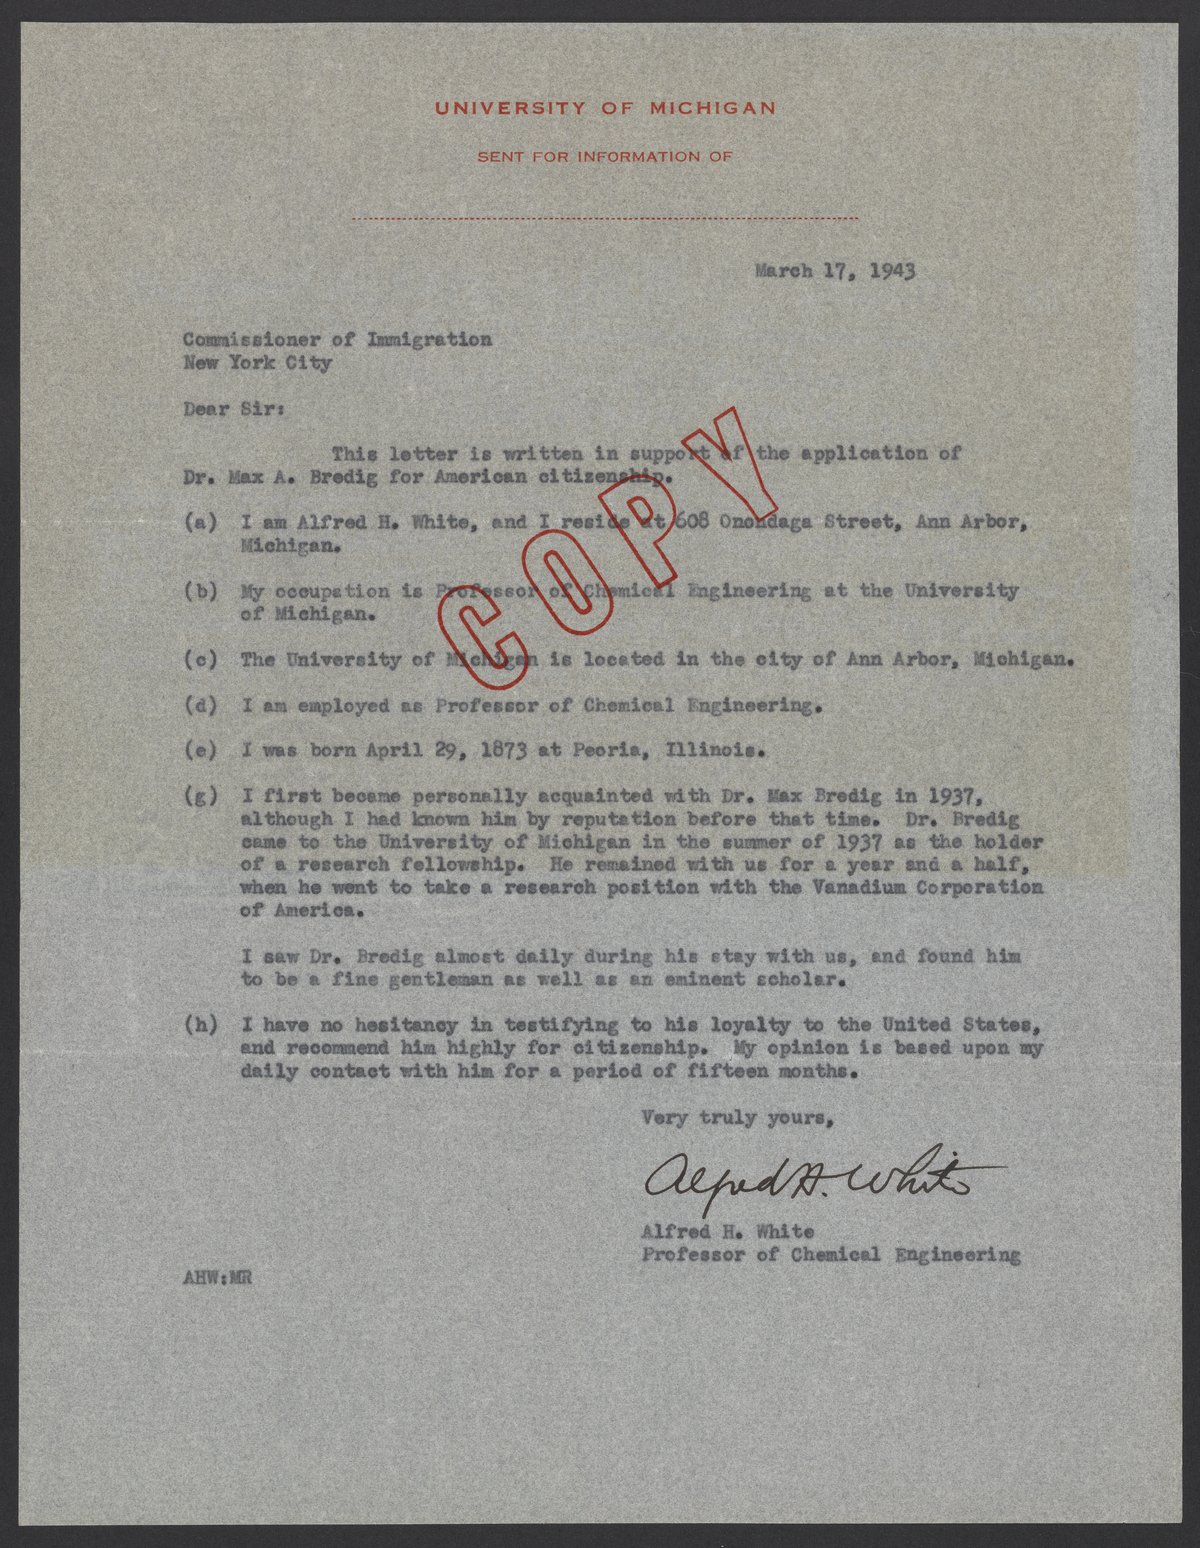 UNIVERSITY OF MICHIGAN
SENT FOR INFORMATION OF
March 17, 1943
Commissioner of Immigration
New York City
Dear Sir:
This letter is written in support of the application of
Dr. Max A. Bredig for American citizenship.
(a) I am Alfred H. White, and I reside at 608 Onondaga Street, Ann Arbor,
Michigan.
(b) My occupation is Professor of Chemical Engineering at the University
of Michigan.
(c) The University of Michigan is located in the city of Ann Arbor, Michigan.
(d) I am employed as Professor of Chemical Engineering.
(e) I was born April 29, 1873 at Peoria, Illinois.
(g) I first became personally acquainted with Dr. Max Bredig in 1937,
although I had known him by reputation before that time. Dr. Bredig
came to the University of Michigan in the summer of 1937 as the holder
of a research fellowship. He remained with us for a year and a half,
when he went to take a research position with the Vanadium Corporation
of America.
I saw Dr. Bredig almost daily during his stay with us, and found him
to be a fine gentleman as well as an eminent scholar.
(h) I have no hesitancy in testifying to his loyalty to the United States,
and recommend him highly for citizenship. My opinion is based upon my
daily contact with him for a period of fifteen months.
Very truly yours,
Alfred H. White
Alfred H. White
Professor of Chemical Engineering
AHW:MR
COPY